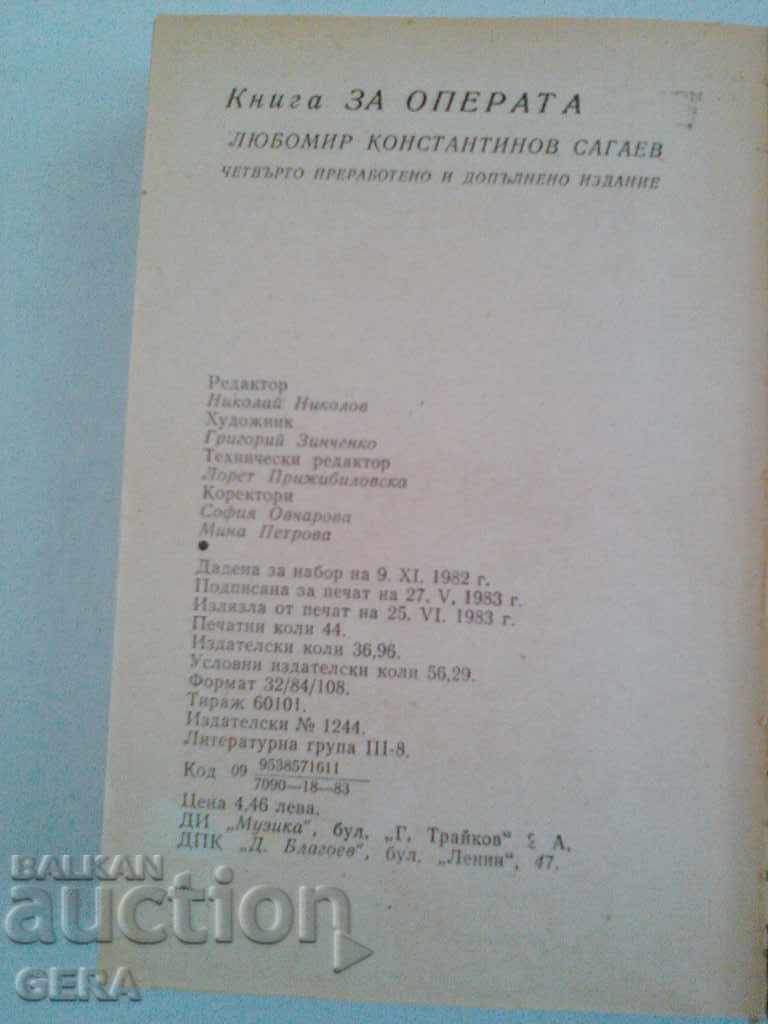 Книга ЗА ОПЕРАТА
ЛЮБОМИР КОНСТАНТИНОВ САГАЕВ
ЧЕТВЪРТО ПРЕРАБОТЕНО И ДОПЪЛНЕНО ИЗДАНИЕ
Редактор
Николай Николов
Художник
Григорий Зинченко
Технически редактор
Лорет Прижибиловска
Коректори
София Овчарова
Мина Петрова
●
Дадена за набор на 9. XI. 1982 г.
Подписана за печат на 27. V. 1983 г.
Излязла от печат на 25. VI. 1983 г.
Печатни коли 44.
Издателски коли 36,96.
Условни издателски коли 56,29.
Формат 32/84/108.
Тираж 60101.
Издателски № 1244.
Литературна група III-8.
Код 09 9538571611
7090—18—83
Цена 4,46 лева.
ДИ „Музика", бул. „Г. Трайков" 2 А.
ДПК „Д. Благоев", бул. „Ленин", 47.
BALKAN
auction
GERA